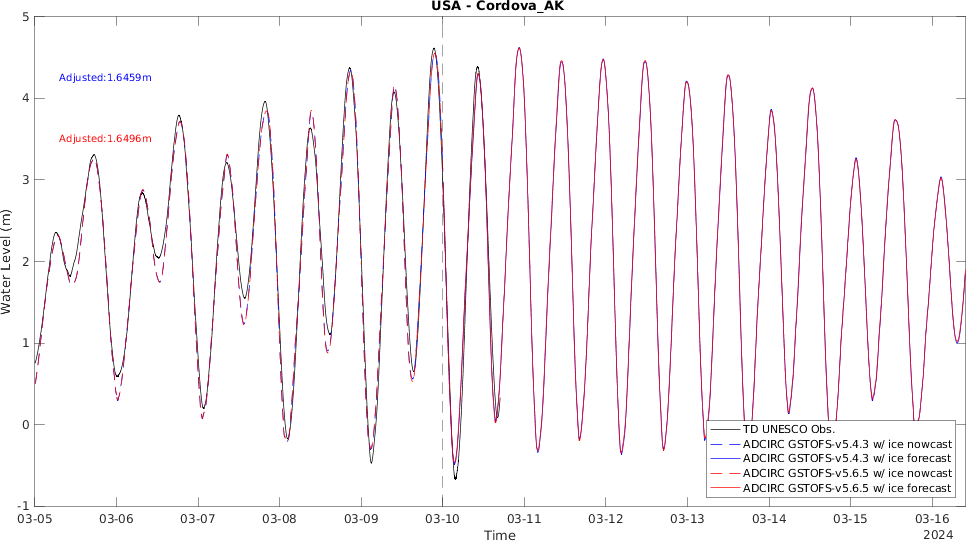 USA - Cordova_AK
5
4
3
2
1
0
-1
Water Level (m)
Adjusted:1.6459m
Adjusted:1.6496m
TD UNESCO Obs.
ADCIRC GSTOFS-v5.4.3 w/ ice nowcast
ADCIRC GSTOFS-v5.4.3 w/ ice forecast
ADCIRC GSTOFS-v5.6.5 w/ ice nowcast
ADCIRC GSTOFS-v5.6.5 w/ ice forecast
03-05 03-06 03-07 03-08 03-09 03-10 03-11 03-12 03-13 03-14 03-15 03-16
Time
2024